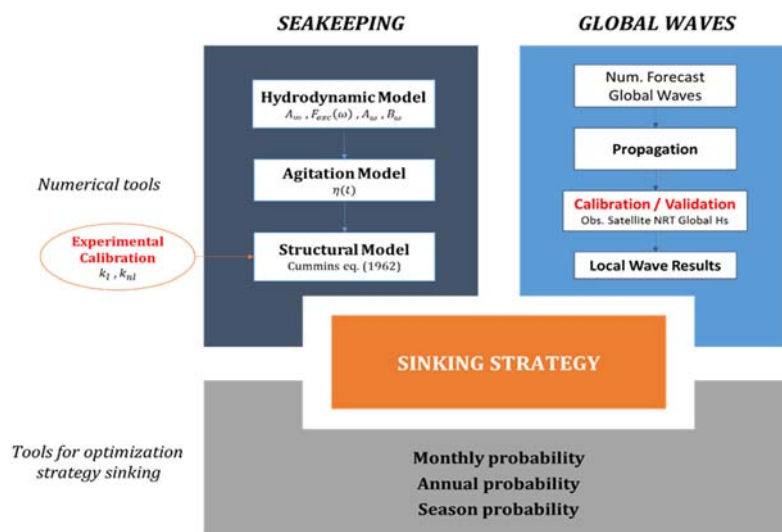 SEAKEEPING
GLOBAL WAVES
Hydrodynamic Model
A∞ , Fexc(ω) , Aω , Bω
Agitation Model
η(t)
Structural Model
Cummins eq. (1962)
Numerical tools
Experimental
Calibration
kl , knl
Num. Forecast
Global Waves
Propagation
Calibration / Validation
Obs. Satellite NRT Global Hs
Local Wave Results
SINKING STRATEGY
Tools for optimization
strategy sinking
Monthly probability
Annual probability
Season probability